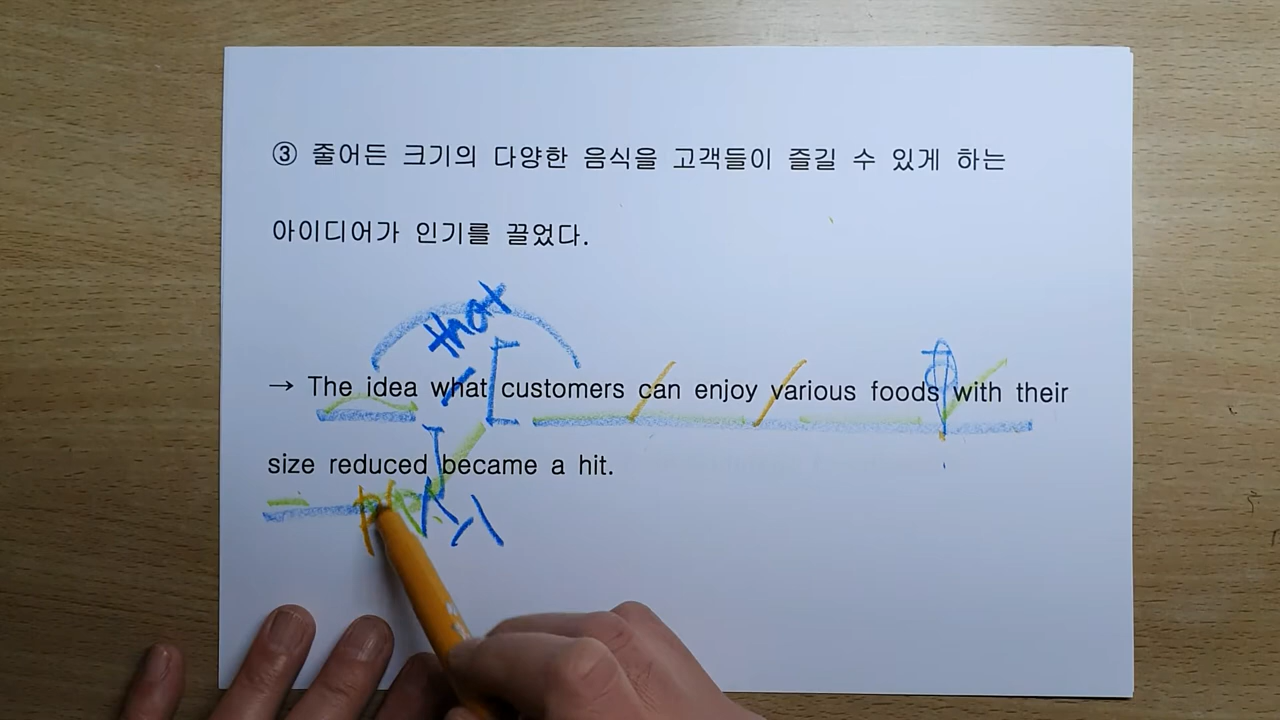 ③ 줄어든 크기의 다양한 음식을 고객들이 즐길 수 있게 하는
아이디어가 인기를 끌었다.
that
→ The idea what customers can enjoy various foods with their
size reduced became a hit.